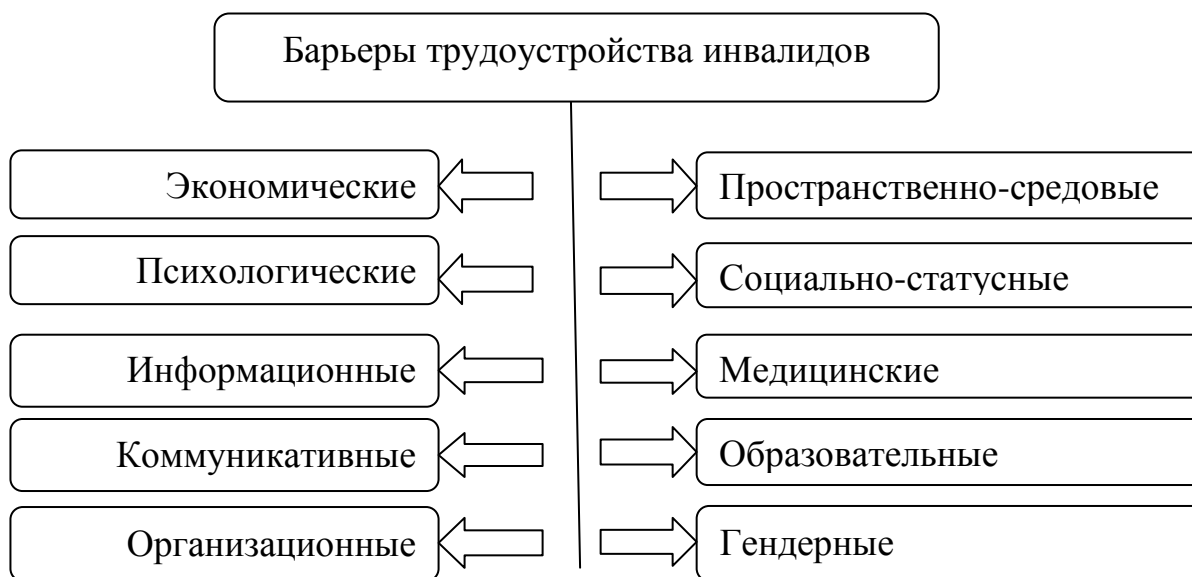 Барьеры трудоустройства инвалидов
Экономические
Пространственно-средовые
Психологические
Социально-статусные
Информационные
Медицинские
Коммуникативные
Образовательные
Организационные
Гендерные